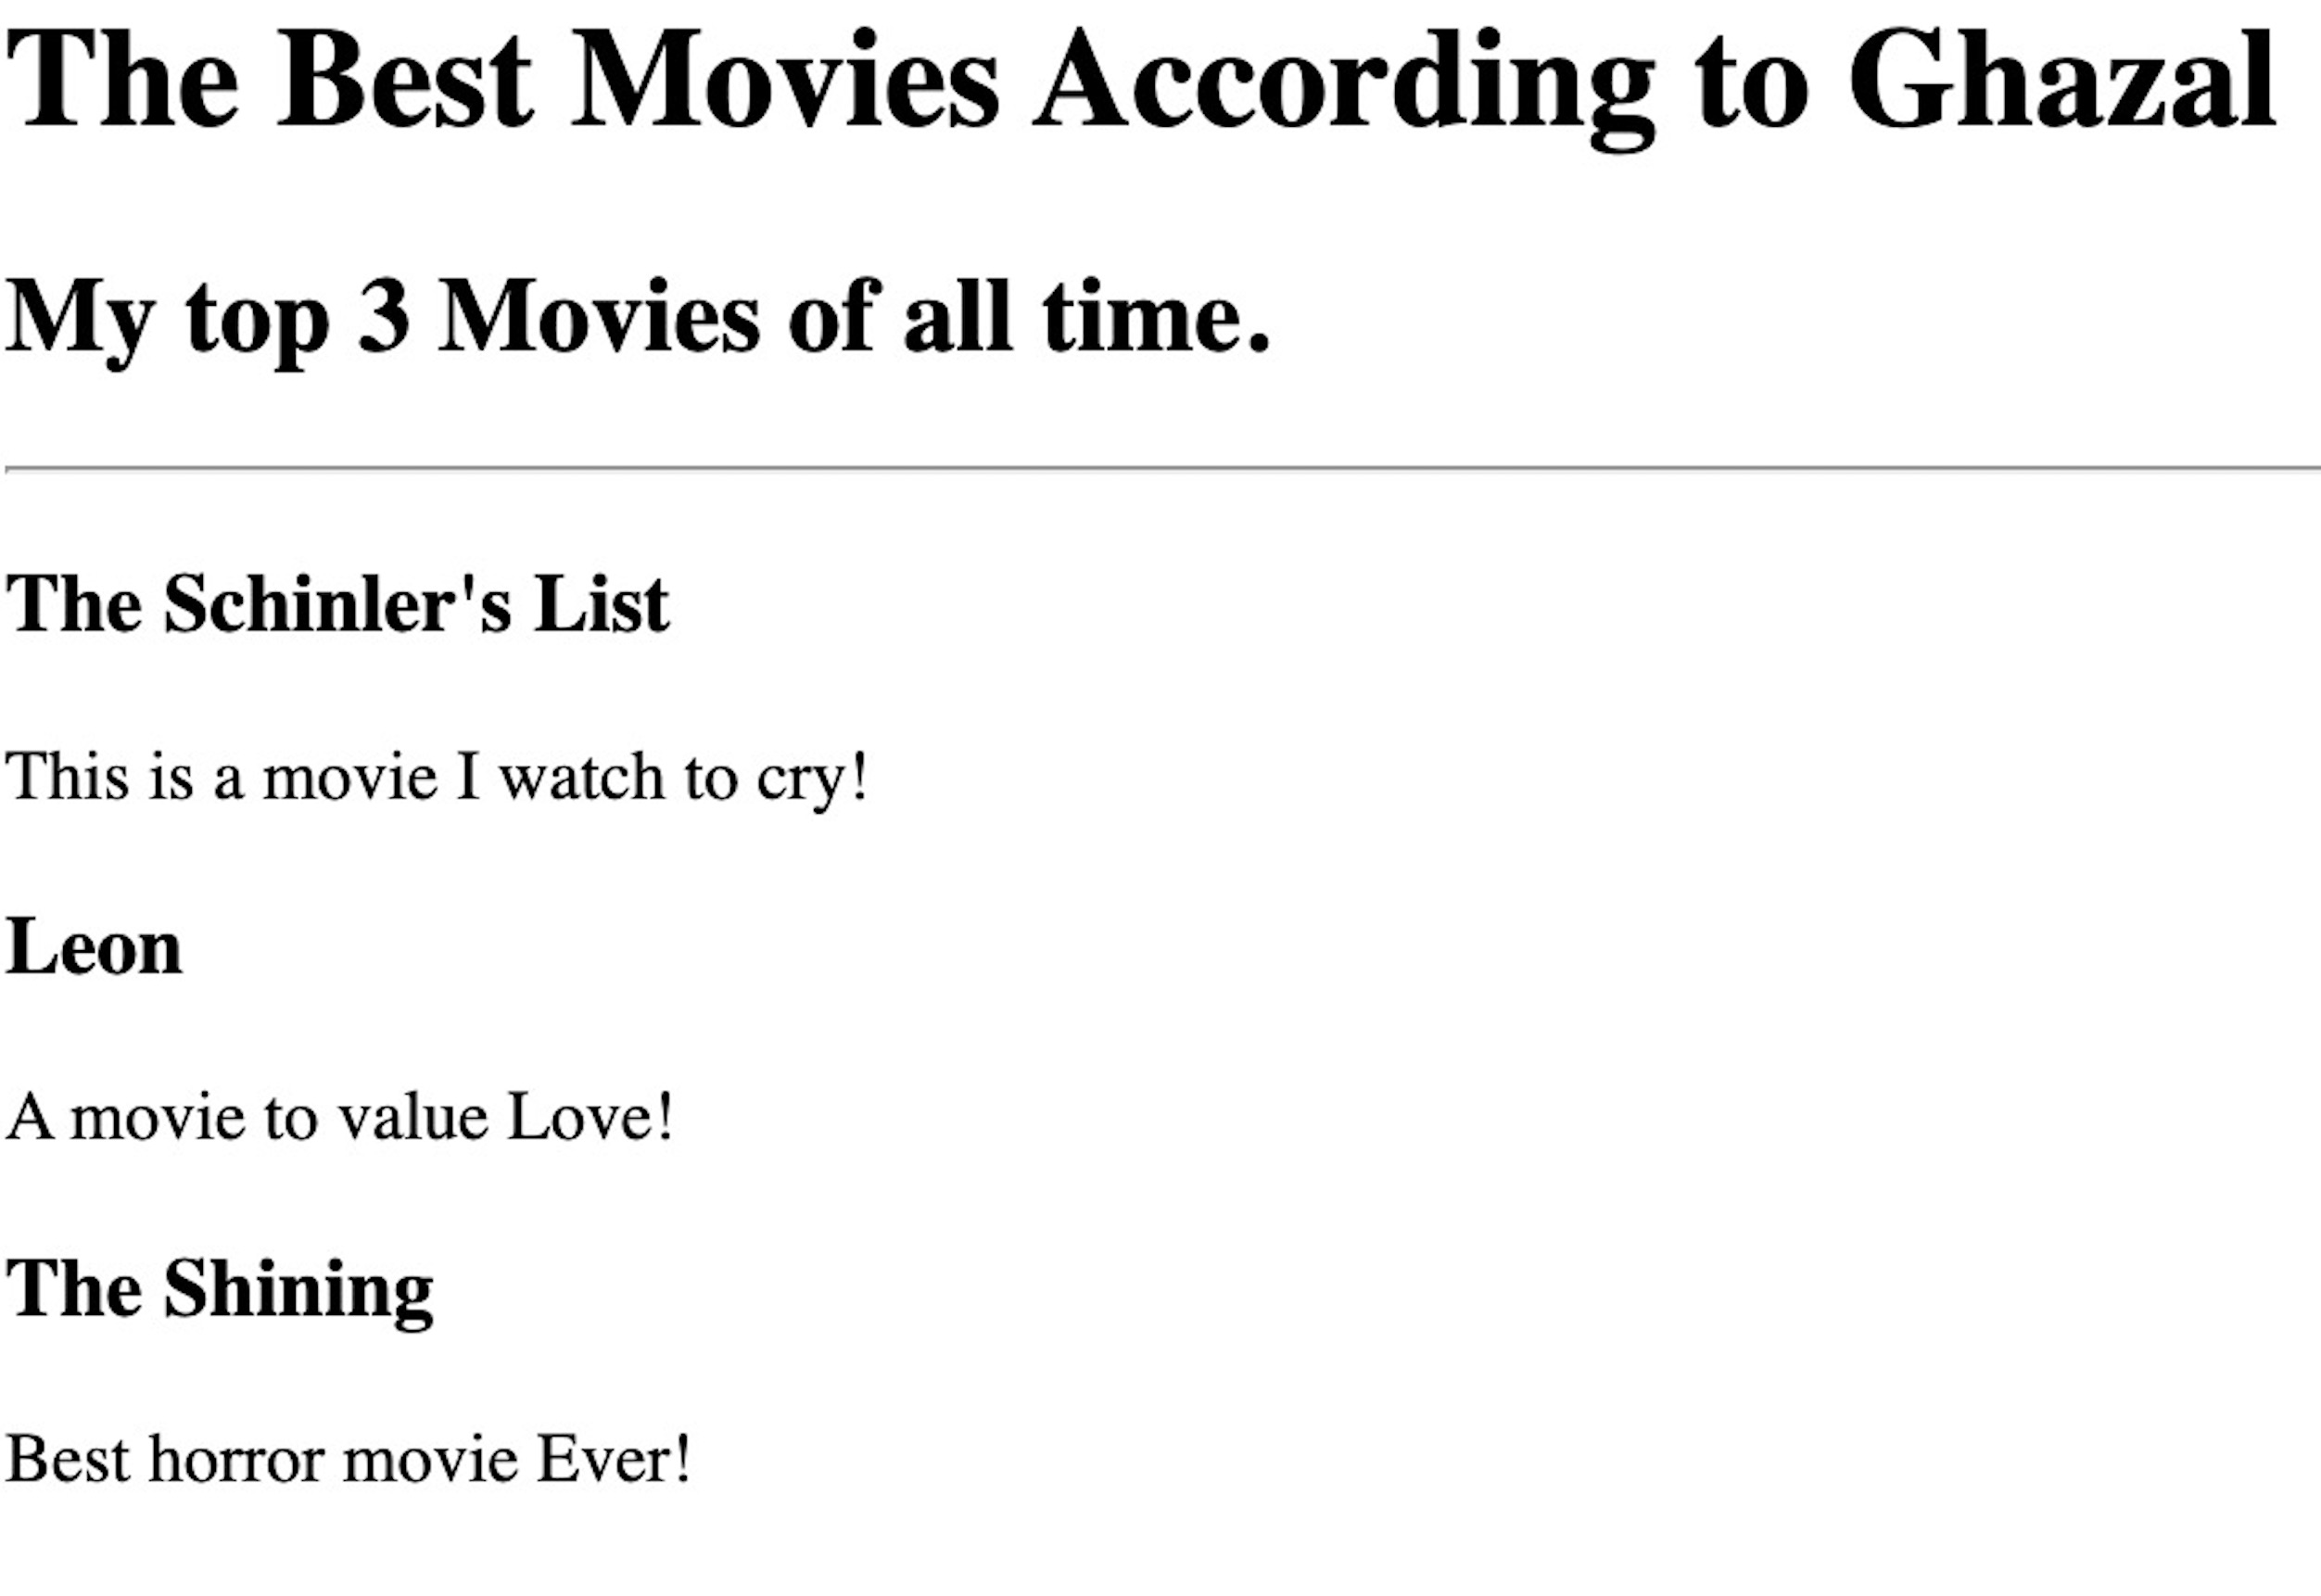 The Best Movies According to Ghazal
My top 3 Movies of all time.
The Schinler's List
This is a movie I watch to cry!
Leon
A movie to value Love!
The Shining
Best horror movie Ever!